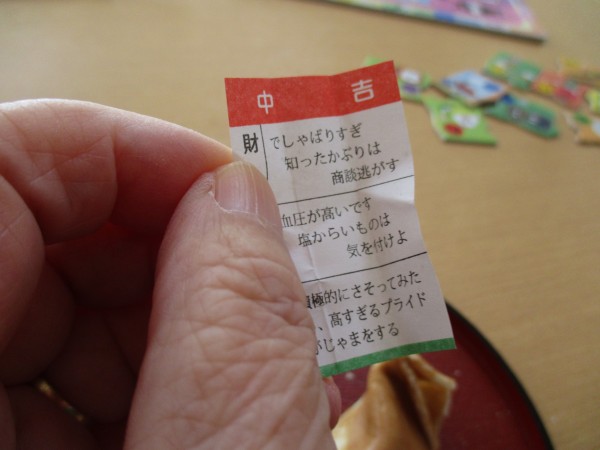 中吉
財
でしゃばりすぎ
知ったかぶりは
商談逃がす
血圧が高いです
塩からいものは
気を付けよ
極的にさそってみた
、高すぎるプライド
じゃまをする